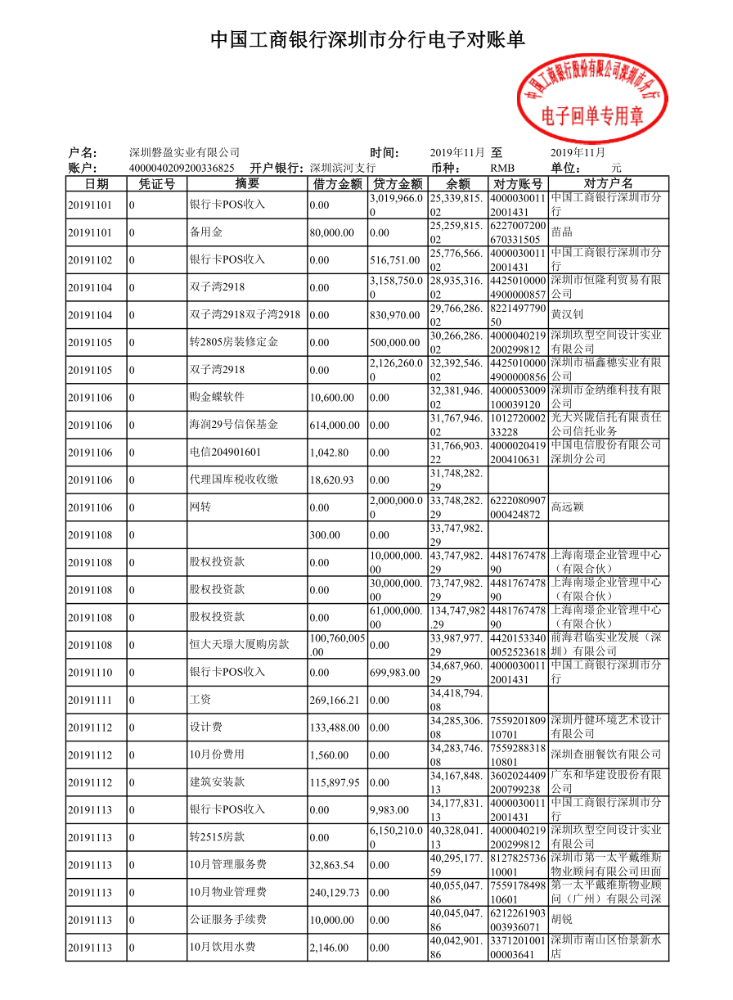 中国工商银行深圳市分行电子对账单
中国工商银行股份有限公司深圳市分行
电子回单专用章
户名： 深圳磐盈实业有限公司 时间： 2019年11月 至 2019年11月
账户： 4000040209200336825 开户银行：深圳滨河支行 币种： RMB 单位： 元
日期 凭证号 摘要 借方金额 贷方金额 余额 对方账号 对方户名
20191101 0 银行卡POS收入 0.00 3,019,966.00 25,339,815.02 40000300112001431 中国工商银行深圳市分行
20191101 0 备用金 80,000.00 0.00 25,259,815.02 6227007200670331505 苗晶
20191102 0 银行卡POS收入 0.00 516,751.00 25,776,566.02 40000300112001431 中国工商银行深圳市分行
20191104 0 双子湾2918 0.00 3,158,750.00 28,935,316.02 44250100004900000857 深圳市恒隆利贸易有限公司
20191104 0 双子湾2918双子湾2918 0.00 830,970.00 29,766,286.02 822149779050 黄汉钊
20191105 0 转2805房装修定金 0.00 500,000.00 30,266,286.02 4000040219200299812 深圳玖型空间设计实业有限公司
20191105 0 双子湾2918 0.00 2,126,260.00 32,392,546.02 44250100004900000856 深圳市福鑫穗实业有限公司
20191106 0 购金蝶软件 10,600.00 0.00 32,381,946.02 4000053009100039120 深圳市金纳维科技有限公司
20191106 0 海润29号信保基金 614,000.00 0.00 31,767,946.02 101272000233228 光大兴陇信托有限责任公司信托业务
20191106 0 电信204901601 1,042.80 0.00 31,766,903.22 4000020419200410631 中国电信股份有限公司深圳分公司
20191106 0 代理国库税收收缴 18,620.93 0.00 31,748,282.29
20191106 0 网转 0.00 2,000,000.00 33,748,282.29 6222080907000424872 高远颖
20191108 0 300.00 0.00 33,747,982.29
20191108 0 股权投资款 0.00 10,000,000.00 43,747,982.29 448176747890 上海南璟企业管理中心（有限合伙）
20191108 0 股权投资款 0.00 30,000,000.00 73,747,982.29 448176747890 上海南璟企业管理中心（有限合伙）
20191108 0 股权投资款 0.00 61,000,000.00 134,747,982.29 448176747890 上海南璟企业管理中心（有限合伙）
20191108 0 恒大天璟大厦购房款 100,760,005.00 0.00 33,987,977.29 44201533400052523618 前海君临实业发展（深圳）有限公司
20191110 0 银行卡POS收入 0.00 699,983.00 34,687,960.29 40000300112001431 中国工商银行深圳市分行
20191111 0 工资 269,166.21 0.00 34,418,794.08
20191112 0 设计费 133,488.00 0.00 34,285,306.08 755920180910701 深圳丹健环境艺术设计有限公司
20191112 0 10月份费用 1,560.00 0.00 34,283,746.08 755928831810801 深圳查丽餐饮有限公司
20191112 0 建筑安装款 115,897.95 0.00 34,167,848.13 3602024409200799238 广东和华建设股份有限公司
20191113 0 银行卡POS收入 0.00 9,983.00 34,177,831.13 40000300112001431 中国工商银行深圳市分行
20191113 0 转2515房款 0.00 6,150,210.00 40,328,041.13 4000040219200299812 深圳玖型空间设计实业有限公司
20191113 0 10月管理服务费 32,863.54 0.00 40,295,177.59 812782573610001 深圳市第一太平戴维斯物业顾问有限公司田面
20191113 0 10月物业管理费 240,129.73 0.00 40,055,047.86 755917849810601 第一太平戴维斯物业顾问（广州）有限公司深
20191113 0 公证服务手续费 10,000.00 0.00 40,045,047.86 6212261903003936071 胡锐
20191113 0 10月饮用水费 2,146.00 0.00 40,042,901.86 337120100100003641 深圳市南山区怡景新水店